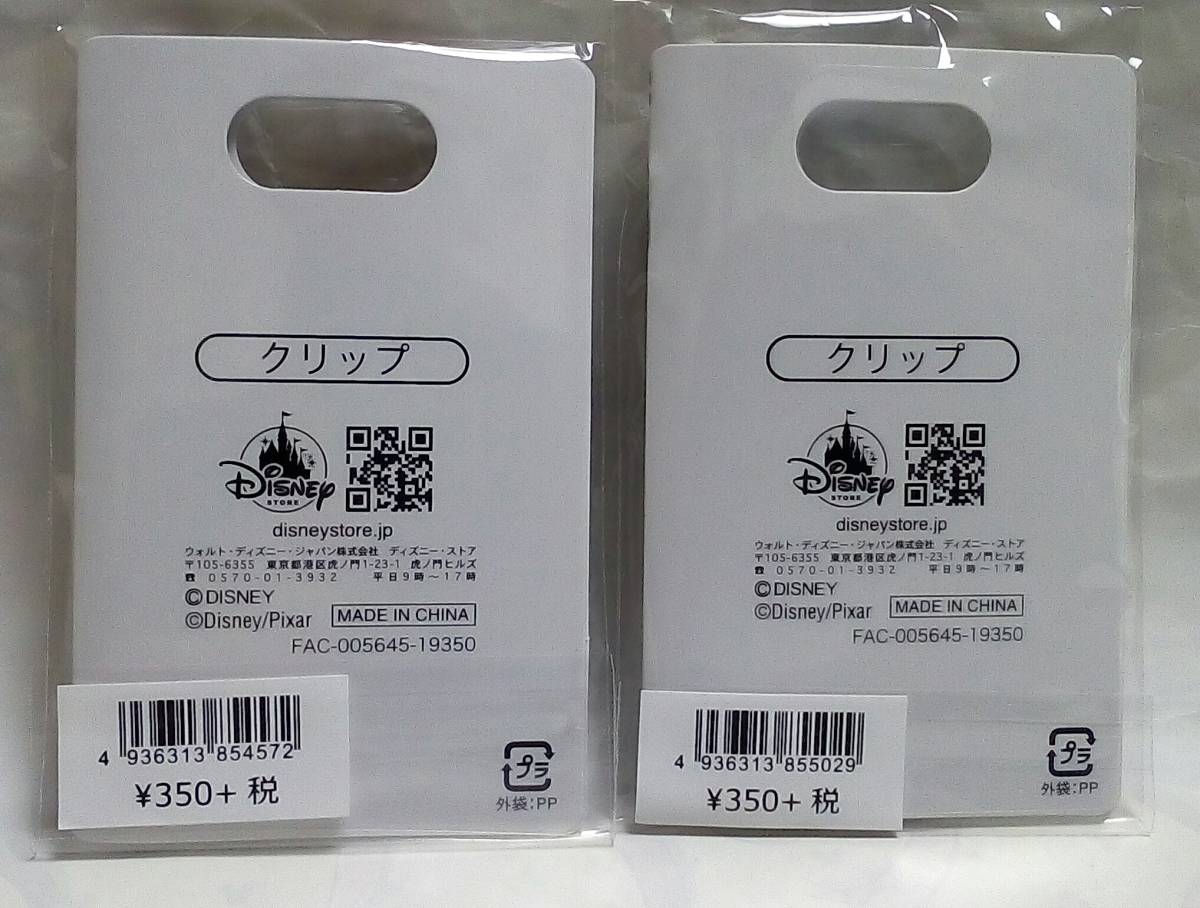 クリップ
Disney
STORE
disneystore.jp
ウォルト・ディズニー・ジャパン株式会社 ディズニー・ストア
〒105-6355 東京都港区虎ノ門1-23-1 虎ノ門ヒルズ
☎ 0570-01-3932 平日9時～17時
©DISNEY
©Disney/Pixar MADE IN CHINA
FAC-005645-19350
4 936313 854572
¥350+ 税
プラ
外袋:PP
クリップ
Disney
STORE
disneystore.jp
ウォルト・ディズニー・ジャパン株式会社 ディズニー・ストア
〒105-6355 東京都港区虎ノ門1-23-1 虎ノ門ヒルズ
☎ 0570-01-3932 平日9時～17時
©DISNEY
©Disney/Pixar MADE IN CHINA
FAC-005645-19350
4 936313 855029
¥350+ 税
プラ
外袋:PP